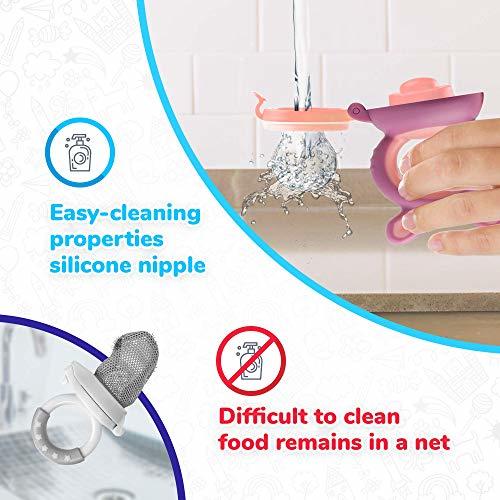 Easy-cleaning
properties
silicone nipple
Difficult to clean
food remains in a net